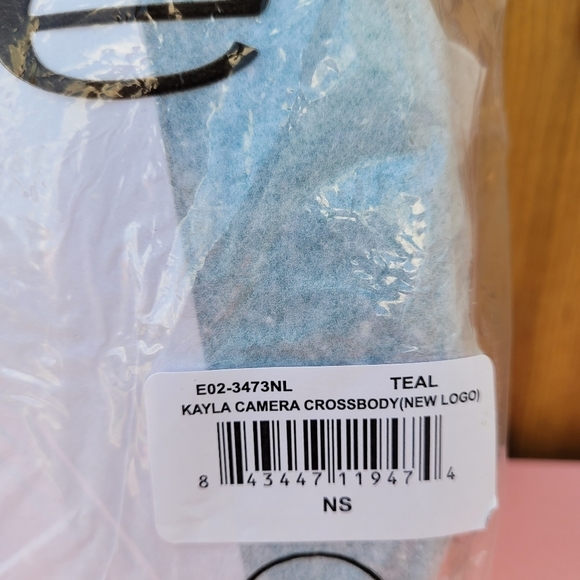 e
E02-3473NL TEAL
KAYLA CAMERA CROSSBODY(NEW LOGO)
8 43447 11947 4
NS